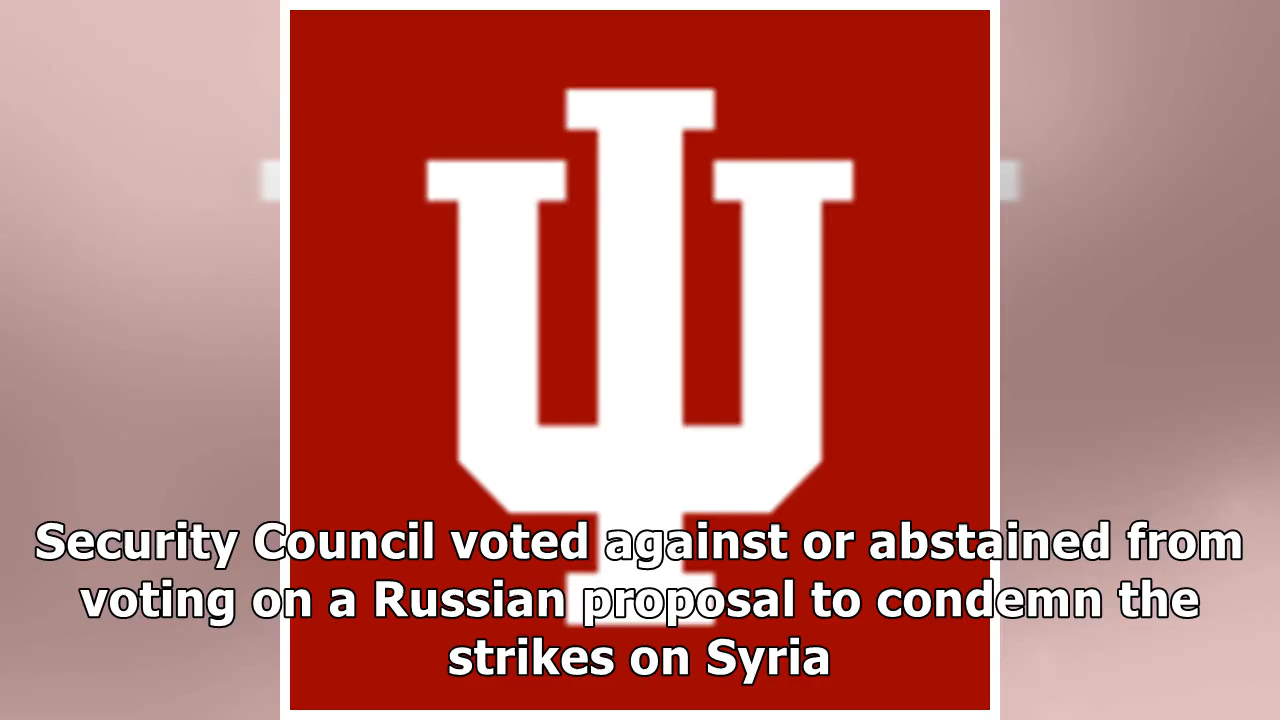 Security Council voted against or abstained from
voting on a Russian proposal to condemn the
strikes on Syria